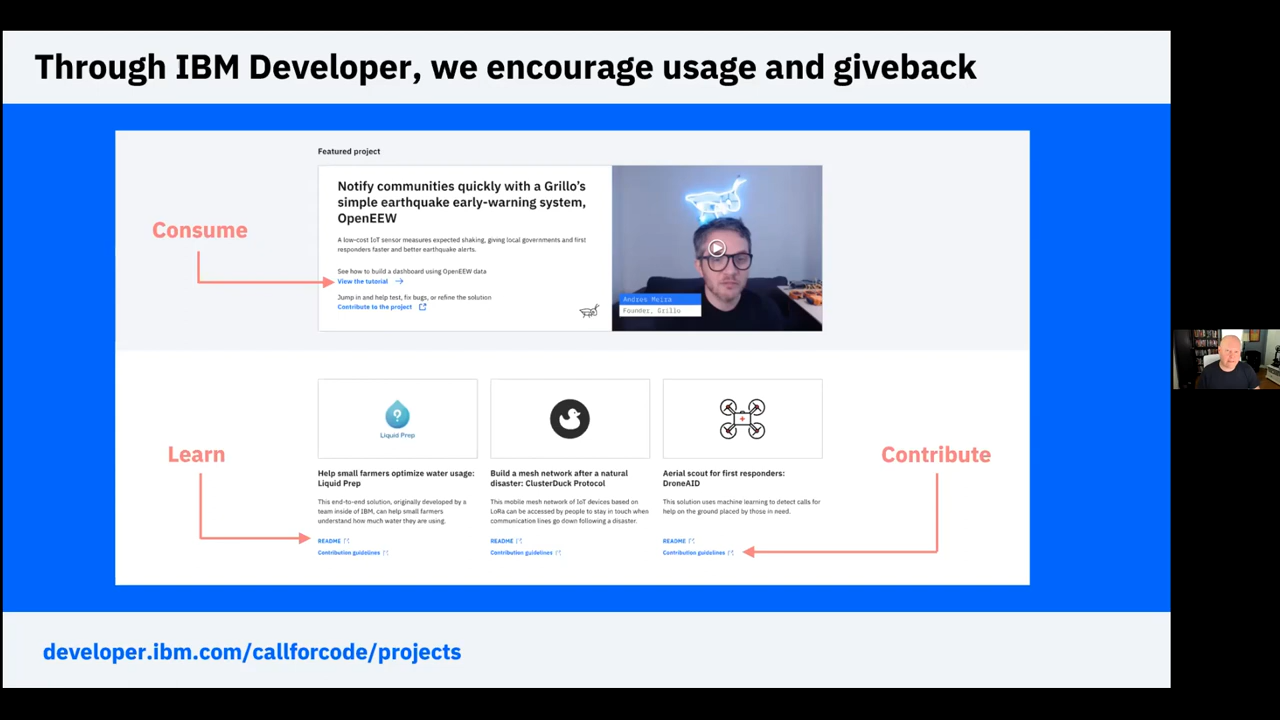 Through IBM Developer, we encourage usage and giveback
Featured project
Notify communities quickly with a Grillo's
simple earthquake early-warning system,
OpenEEW
A low-cost IoT sensor measures expected shaking, giving local governments and first
responders faster and better earthquake alerts.
See how to build a dashboard using OpenEEW data
View the tutorial
Jump in and help test, fix bugs, or refine the solution
Contribute to the project
Andres Meira
Founder, Grillo
Consume
Learn
Contribute
?
Liquid Prep
Help small farmers optimize water usage:
Liquid Prep
This end-to-end solution, originally developed by a
team inside of IBM, can help small farmers
understand how much water they are using.
README
Contribution guidelines
Build a mesh network after a natural
disaster: ClusterDuck Protocol
This mobile mesh network of IoT devices based on
LoRa can be accessed by people to stay in touch when
communication lines go down following a disaster.
README
Contribution guidelines
Aerial scout for first responders:
DroneAID
This solution uses machine learning to detect calls for
help on the ground placed by those in need.
README
Contribution guidelines
developer.ibm.com/callforcode/projects